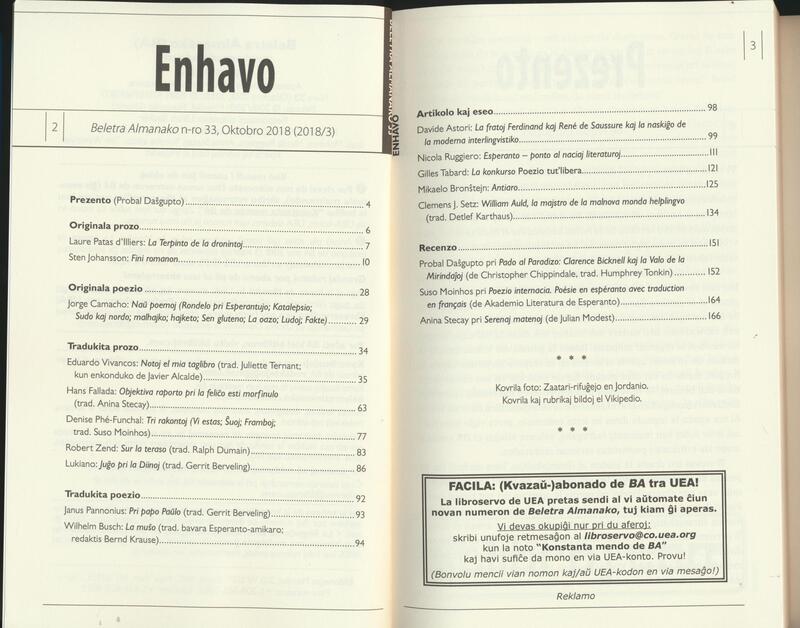 Enhavo
2
Beletra Almanako n-ro 33, Oktobro 2018 (2018/3)
Prezento (Probal Daŝgupto) 4
Originala prozo 6
Laure Patas d'Illiers: La Terpinto de la dronintoj 7
Sten Johansson: Fini romanon 10
Originala poezio 28
Jorge Camacho: Naŭ poemoj (Rondelo pri Esperantujo; Katalepsio;
Sudo kaj nordo; malhajko; hajketo; Sen gluteno; La oazo; Ludoj; Fakte) 29
Tradukita prozo 34
Eduardo Vivancos: Notoj el mia taglibro (trad. Juliette Ternant;
kun enkonduko de Javier Alcalde) 35
Hans Fallada: Objektiva raporto pri la feliĉo esti morfinulo
(trad. Anina Stecay) 63
Denise Phé-Funchal: Tri rakontoj (Vi estas; Ŝuoj; Framboj;
trad. Suso Moinhos) 77
Robert Zend: Sur la teraso (trad. Ralph Dumain) 83
Lukiano: Juĝo pri la Diinoj (trad. Gerrit Berveling) 86
Tradukita poezio 92
Janus Pannonius: Pri papo Paŭlo (trad. Gerrit Berveling) 93
Wilhelm Busch: La muŝo (trad. bavara Esperanto-amikaro;
redaktis Bernd Krause) 94
BELETRA ALMANAKO 33
ENHAVO
3
Artikolo kaj eseo 98
Davide Astori: La fratoj Ferdinand kaj René de Saussure kaj la naskiĝo de
la moderna interlingvistiko 99
Nicola Ruggiero: Esperanto – ponto al naciaj literaturoj 111
Gilles Tabard: La konkurso Poezio tut'libera 121
Mikaelo Bronŝtejn: Antiaro 125
Clemens J. Setz: William Auld, la majstro de la malnova monda helplingvo
(trad. Detlef Karthaus) 134
Recenzo 151
Probal Daŝgupto pri Pado al Paradizo: Clarence Bicknell kaj la Valo de la
Mirindaĵoj (de Christopher Chippindale, trad. Humphrey Tonkin) 152
Suso Moinhos pri Poezio internacia. Poésie en espéranto avec traduction
en français (de Akademio Literatura de Esperanto) 164
Anina Stecay pri Serenaj matenoj (de Julian Modest) 166
* * *
Kovrila foto: Zaatari-rifuĝejo en Jordanio.
Kovrila kaj rubrikaj bildoj el Vikipedio.
* * *
FACILA: (Kvazaŭ-)abonado de BA tra UEA!
La libroservo de UEA pretas sendi al vi aŭtomate ĉiun
novan numeron de Beletra Almanako, tuj kiam ĝi aperas.
Vi devas okupiĝi nur pri du aferoj:
skribi unufoje retmesaĝon al libroservo@co.uea.org
kun la noto "Konstanta mendo de BA"
kaj havi sufiĉe da mono en via UEA-konto. Provu!
(Bonvolu mencii vian nomon kaj/aŭ UEA-kodon en via mesaĝo!)
Reklamo